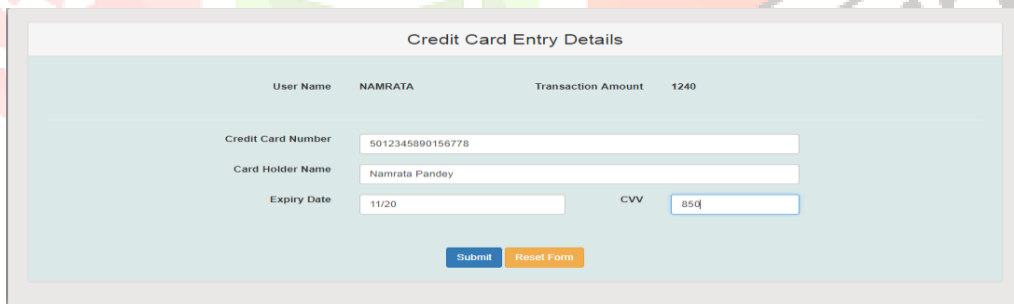 Credit Card Entry Details
User Name NAMRATA Transaction Amount 1240
Credit Card Number 5012345890156778
Card Holder Name Namrata Pandey
Expiry Date 11/20 CVV 850
Submit Reset Form